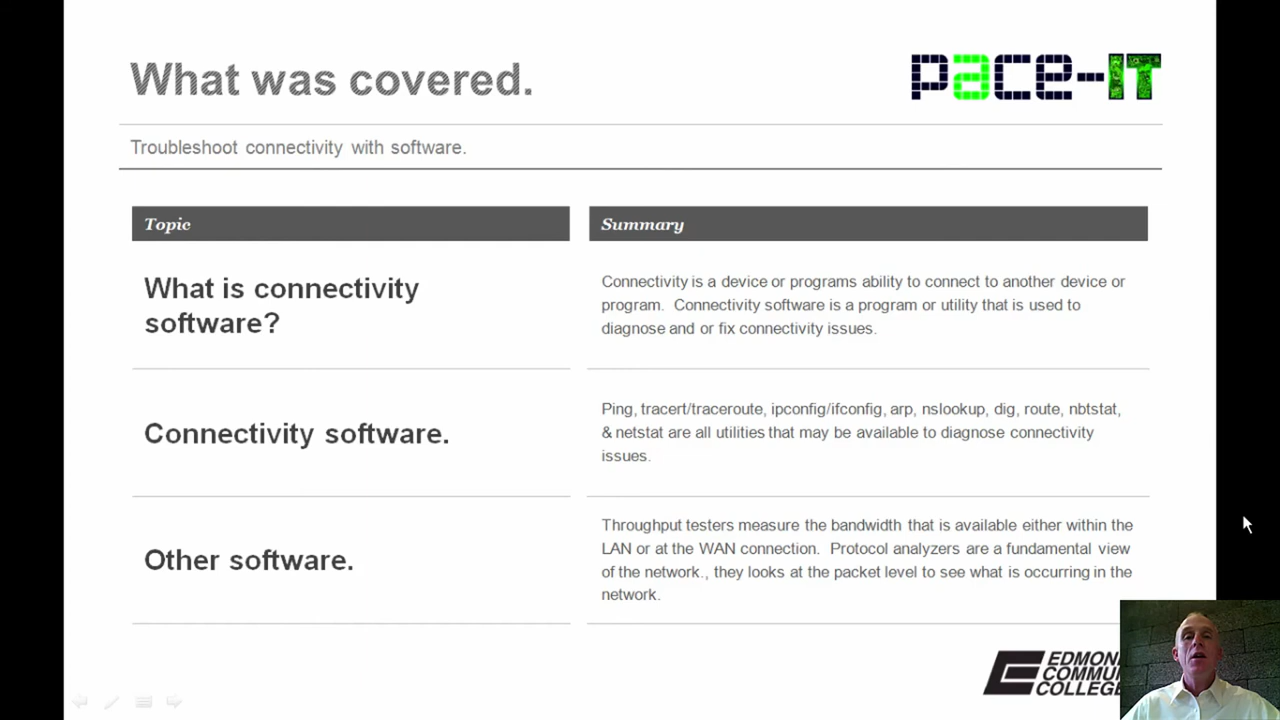 What was covered.
pace-IT
Troubleshoot connectivity with software.
Topic
Summary
What is connectivity
software?
Connectivity is a device or programs ability to connect to another device or
program. Connectivity software is a program or utility that is used to
diagnose and or fix connectivity issues.
Connectivity software.
Ping, tracert/traceroute, ipconfig/ifconfig, arp, nslookup, dig, route, nbtstat,
& netstat are all utilities that may be available to diagnose connectivity
issues.
Other software.
Throughput testers measure the bandwidth that is available either within the
LAN or at the WAN connection. Protocol analyzers are a fundamental view
of the network., they looks at the packet level to see what is occurring in the
network.
EDMON
COMMU
COLLEGE